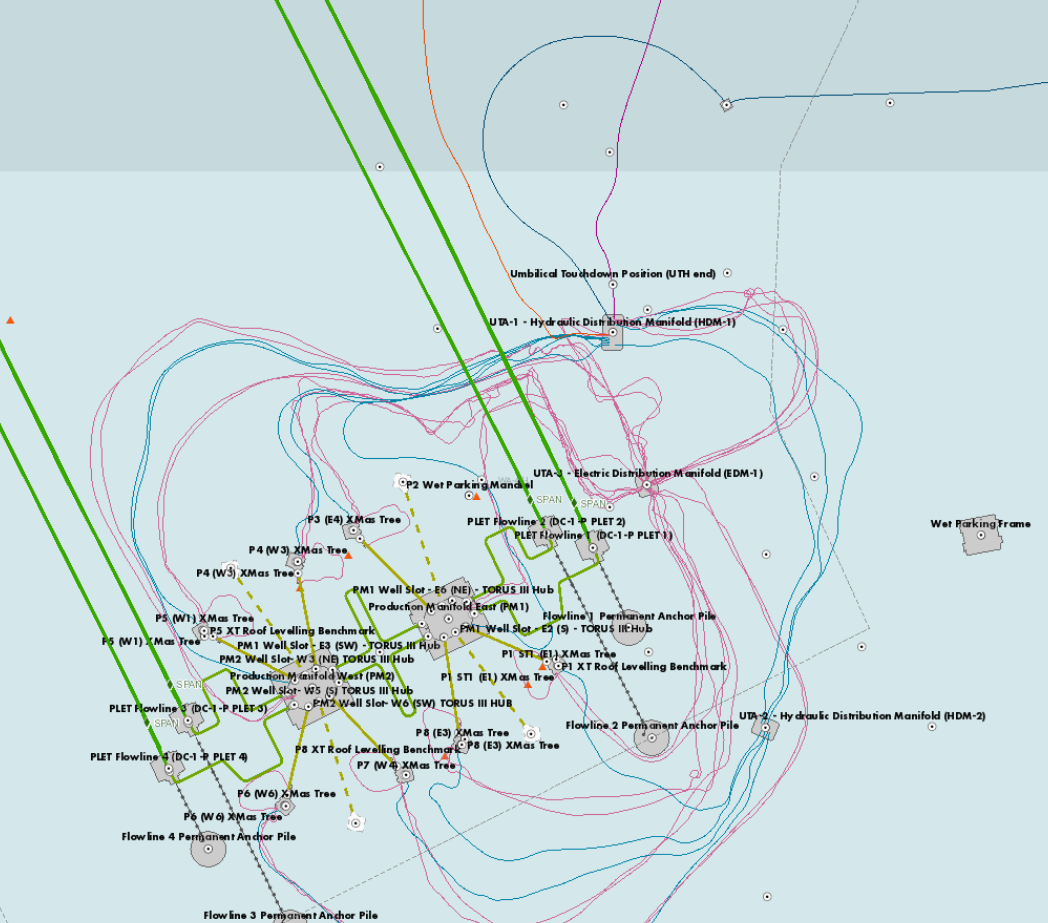 Umbilical Touchdown Position (UTH end)
UTA-1 - Hydraulic Distribution Manifold (HDM-1)
UTA-3 - Electric Distribution Manifold (EDM-1)
P2 Wet Parking Mandrel
SPAN
SPAN
P3 (E4) XMas Tree
PLET Flowline 2 (DC-1 -P PLET 2)
Wet Parking Frame
PLET Flowline 1 (DC-1 -P PLET 1)
P4 (W3) XMas Tree
P4 (W3) XMas Tree
PM1 Well Slot - E6 (NE) - TORUS III Hub
Production Manifold East (PM1)
P5 (W1) XMas Tree
Flowline 1 Permanent Anchor Pile
P5 XT Roof Levelling Benchmark
PM1 Well Slot - E2 (S) - TORUS III Hub
P5 (W1) XMas Tree
PM1 Well Slot - E3 (SW) - TORUS III Hub
P1 ST1 (E1) XMas Tree
PM2 Well Slot- W3 (NE) TORUS III Hub
P1 XT Roof Levelling Benchmark
Production Manifold West (PM2)
P1 ST1 (E1) XMas Tree
SPAN
PM2 Well Slot- W5 (S) TORUS III Hub
PM2 Well Slot- W6 (SW) TORUS III HUB
PLET Flowline 3 (DC-1 -P PLET 3)
UTA-2 - Hydraulic Distribution Manifold (HDM-2)
SPAN
Flowline 2 Permanent Anchor Pile
P8 (E3) XMas Tree
P8 (E3) XMas Tree
P8 XT Roof Levelling Benchmark
PLET Flowline 4 (DC-1 -P PLET 4)
P7 (W4) XMas Tree
P6 (W6) XMas Tree
P6 (W6) XMas Tree
Flowline 4 Permanent Anchor Pile
Flowline 3 Permanent Anchor Pile